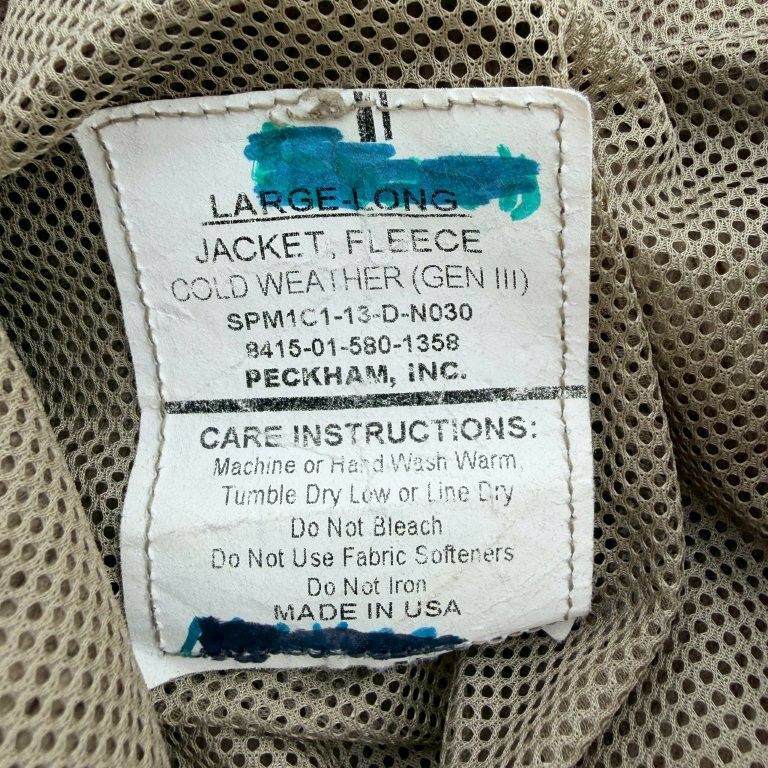 LARGE-LONG
JACKET, FLEECE
COLD WEATHER (GEN III)
SPM1C1-13-D-N030
8415-01-580-1358
PECKHAM, INC.
CARE INSTRUCTIONS:
Machine or Hand Wash Warm,
Tumble Dry Low or Line Dry
Do Not Bleach
Do Not Use Fabric Softeners
Do Not Iron
MADE IN USA